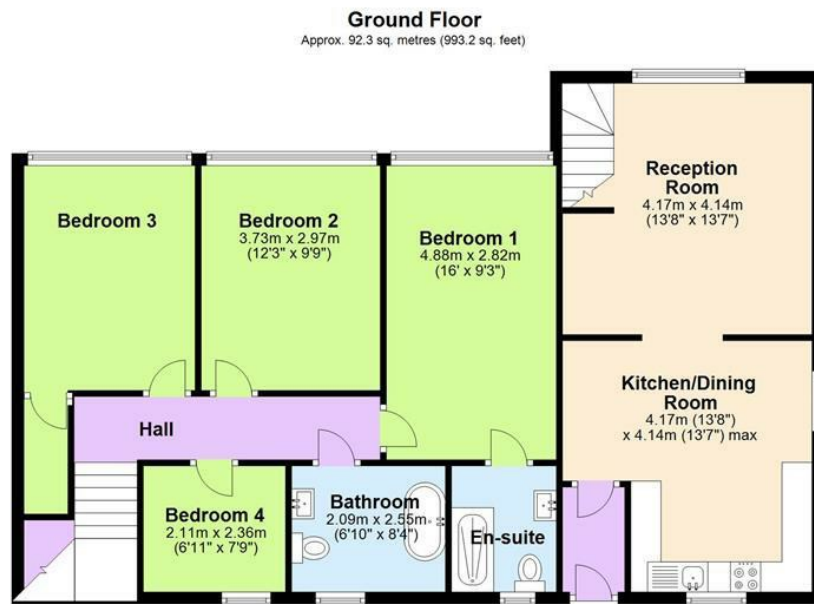 Ground Floor
Approx. 92.3 sq. metres (993.2 sq. feet)
Reception
Room
4.17m x 4.14m
(13'8" x 13'7")
Bedroom 3
Bedroom 2
3.73m x 2.97m
(12'3" x 9'9")
Bedroom 1
4.88m x 2.82m
(16' x 9'3")
Kitchen/Dining
Room
4.17m (13'8")
x 4.14m (13'7") max
Hall
Bedroom 4
2.11m x 2.36m
(6'11" x 7'9")
Bathroom
2.09m x 2.55m
(6'10" x 8'4")
En-suite